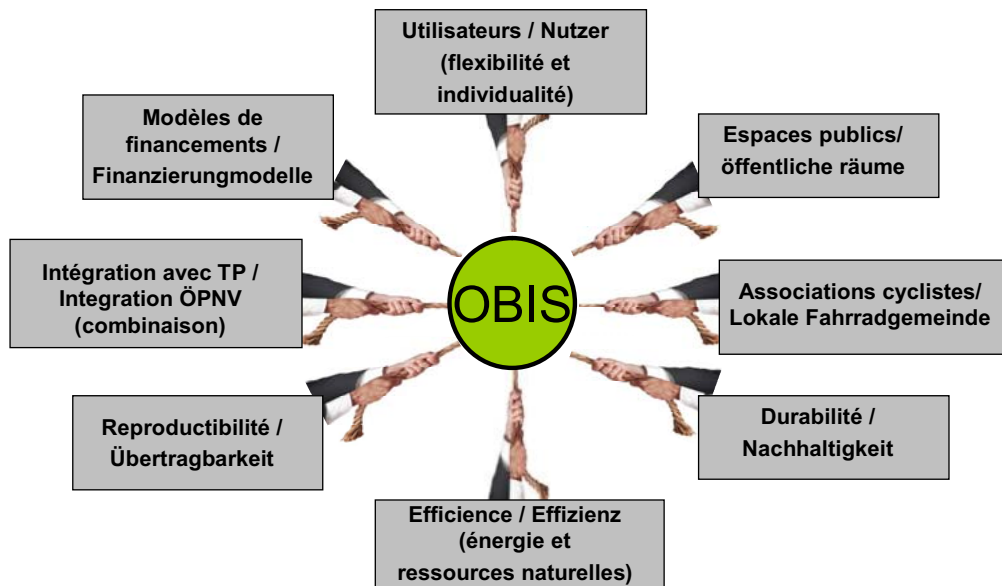 Utilisateurs / Nutzer
(flexibilité et
individualité)
Modèles de
financements /
Finanzierungmodelle
Espaces publics/
öffentliche räume
Intégration avec TP /
Integration ÖPNV
(combinaison)
OBIS
Associations cyclistes/
Lokale Fahrradgemeinde
Reproductibilité /
Übertragbarkeit
Durabilité /
Nachhaltigkeit
Efficience / Effizienz
(énergie et
ressources naturelles)